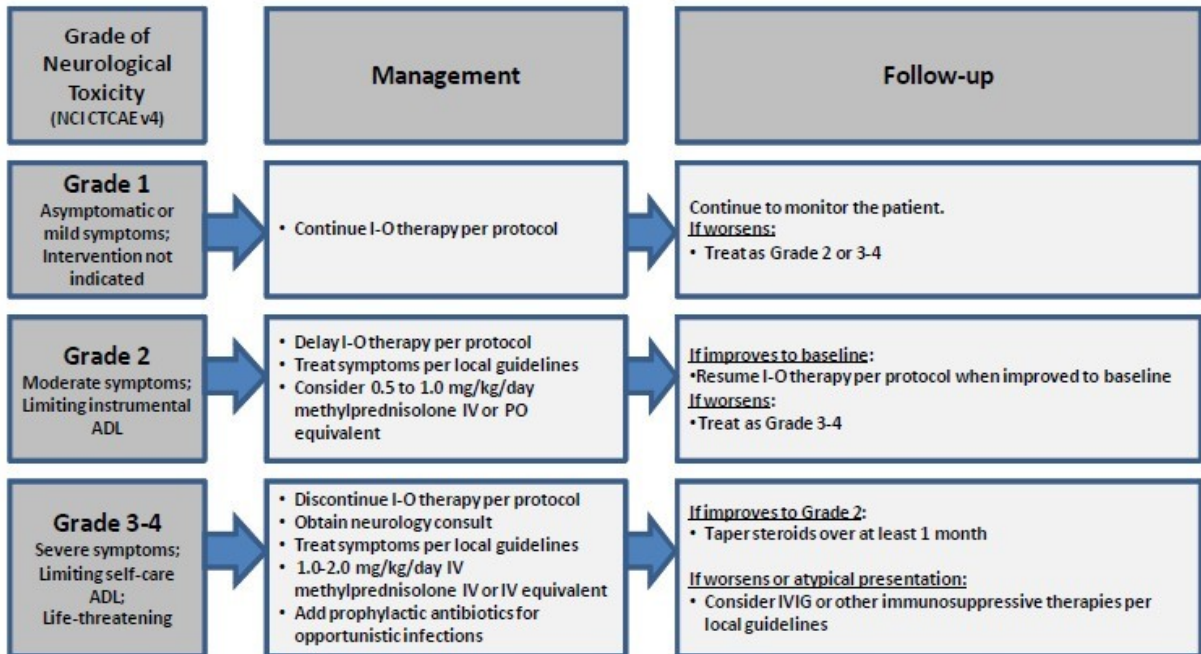 Grade of
Neurological
Toxicity
(NCI CTCAE v4)
Management
Follow-up
Grade 1
Asymptomatic or
mild symptoms;
Intervention not
indicated
• Continue I-O therapy per protocol
Continue to monitor the patient.
If worsens:
• Treat as Grade 2 or 3-4
Grade 2
Moderate symptoms;
Limiting instrumental
ADL
• Delay I-O therapy per protocol
• Treat symptoms per local guidelines
• Consider 0.5 to 1.0 mg/kg/day
methylprednisolone IV or PO
equivalent
If improves to baseline:
•Resume I-O therapy per protocol when improved to baseline
If worsens:
•Treat as Grade 3-4
Grade 3-4
Severe symptoms;
Limiting self-care
ADL;
Life-threatening
• Discontinue I-O therapy per protocol
• Obtain neurology consult
• Treat symptoms per local guidelines
• 1.0-2.0 mg/kg/day IV
methylprednisolone IV or IV equivalent
• Add prophylactic antibiotics for
opportunistic infections
If improves to Grade 2:
• Taper steroids over at least 1 month
If worsens or atypical presentation:
• Consider IVIG or other immunosuppressive therapies per
local guidelines